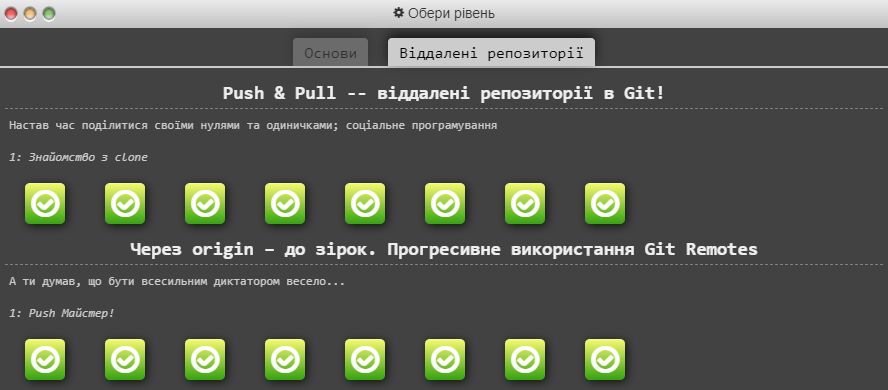 Обери рівень
Основи
Віддалені репозиторії
Push & Pull -- віддалені репозиторії в Git!
Настав час поділитися своїми нулями та одиничками; соціальне програмування
1: Знайомство з clone
Через origin – до зірок. Прогресивне використання Git Remotes
А ти думав, що бути всесильним диктатором весело...
1: Push Майстер!